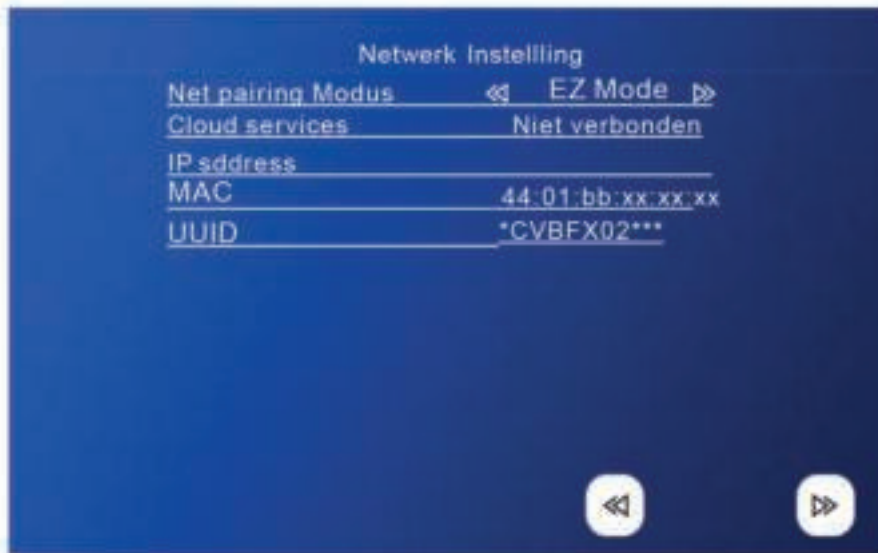 Netwerk Instellling
Net pairing Modus EZ Mode
Cloud services Niet verbonden
IP sddress
MAC 44:01:bb:xx:xx:xx
UUID *CVBFX02***